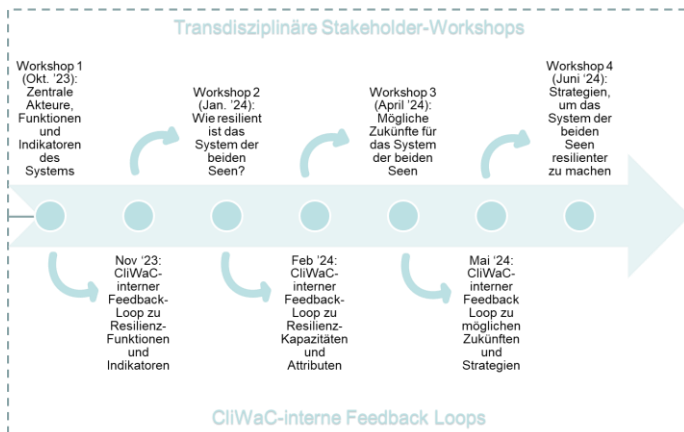 Transdisziplinäre Stakeholder-Workshops
Workshop 1
(Okt. ’23):
Zentrale
Akteure,
Funktionen
und
Indikatoren
des
Systems
Workshop 2
(Jan. ’24):
Wie resilient
ist das
System der
beiden
Seen?
Workshop 3
(April ’24):
Mögliche
Zukünfte für
das System
der beiden
Seen
Workshop 4
(Juni ’24):
Strategien,
um das
System der
beiden
Seen
resilienter
zu machen
Nov ’23:
CliWaC-
interner
Feedback-
Loop zu
Resilienz-
Funktionen
und
Indikatoren
Feb ’24:
CliWaC-
interner
Feedback-
Loop zu
Resilienz-
Kapazitäten
und
Attributen
Mai ’24:
CliWaC-
interner
Feedback
Loop zu
möglichen
Zukünften
und
Strategien
CliWaC-interne Feedback Loops